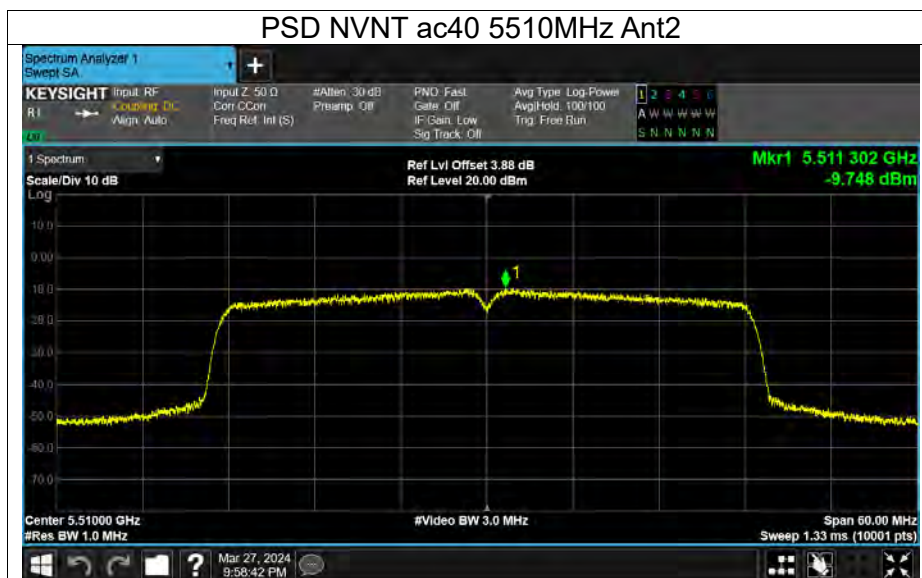 PSD NVNT ac40 5510MHz Ant2
Spectrum Analyzer 1
Swept SA
+
KEYSIGHT Input: RF Input Z: 50 Ω #Atten: 30 dB PNO: Fast Avg Type: Log-Power 1 2 3 4 5 6
R L Coupling: DC Corr CCorr Preamp: Off Gate: Off Avg|Hold: 100/100 A W W W W W
Align: Auto Freq Ref: Int (S) IF Gain: Low Trig: Free Run
Sig Track: Off S N N N N N
1 Spectrum Ref Lvl Offset 3.88 dB Mkr1 5.511 302 GHz
Scale/Div 10 dB Ref Level 20.00 dBm -9.748 dBm
Log
10.0
0.00
-10.0
1
-20.0
-30.0
-40.0
-50.0
-60.0
-70.0
Center 5.51000 GHz #Video BW 3.0 MHz Span 60.00 MHz
#Res BW 1.0 MHz Sweep 1.33 ms (10001 pts)
? Mar 27, 2024
9:58:42 PM